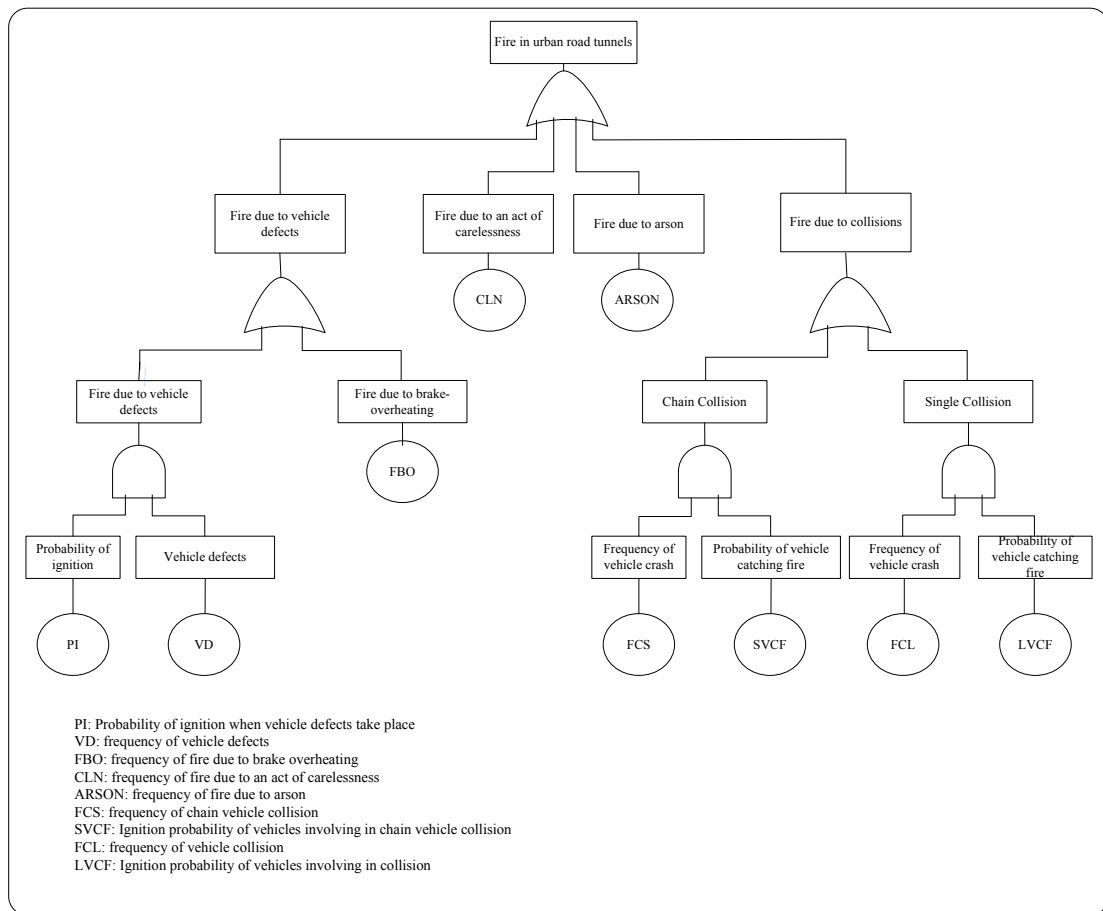 Fire in urban road tunnels
Fire due to vehicle
defects
Fire due to an act of
carelessness
Fire due to arson
Fire due to collisions
CLN
ARSON
Fire due to vehicle
defects
Fire due to brake-
overheating
Chain Collision
Single Collision
FBO
Probability of
ignition
Vehicle defects
Frequency of
vehicle crash
Probability of vehicle
catching fire
Frequency of
vehicle crash
Probability of
vehicle catching
fire
PI
VD
FCS
SVCF
FCL
LVCF
PI: Probability of ignition when vehicle defects take place
VD: frequency of vehicle defects
FBO: frequency of fire due to brake overheating
CLN: frequency of fire due to an act of carelessness
ARSON: frequency of fire due to arson
FCS: frequency of chain vehicle collision
SVCF: Ignition probability of vehicles involving in chain vehicle collision
FCL: frequency of vehicle collision
LVCF: Ignition probability of vehicles involving in collision